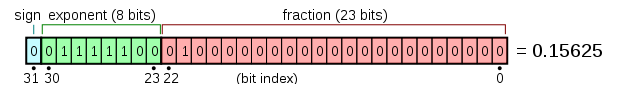 sign exponent (8 bits) fraction (23 bits)
0 0 1 1 1 1 1 0 0 0 1 0 0 0 0 0 0 0 0 0 0 0 0 0 0 0 0 0 0 0 0 0 = 0.15625
31 30 23 22 (bit index) 0